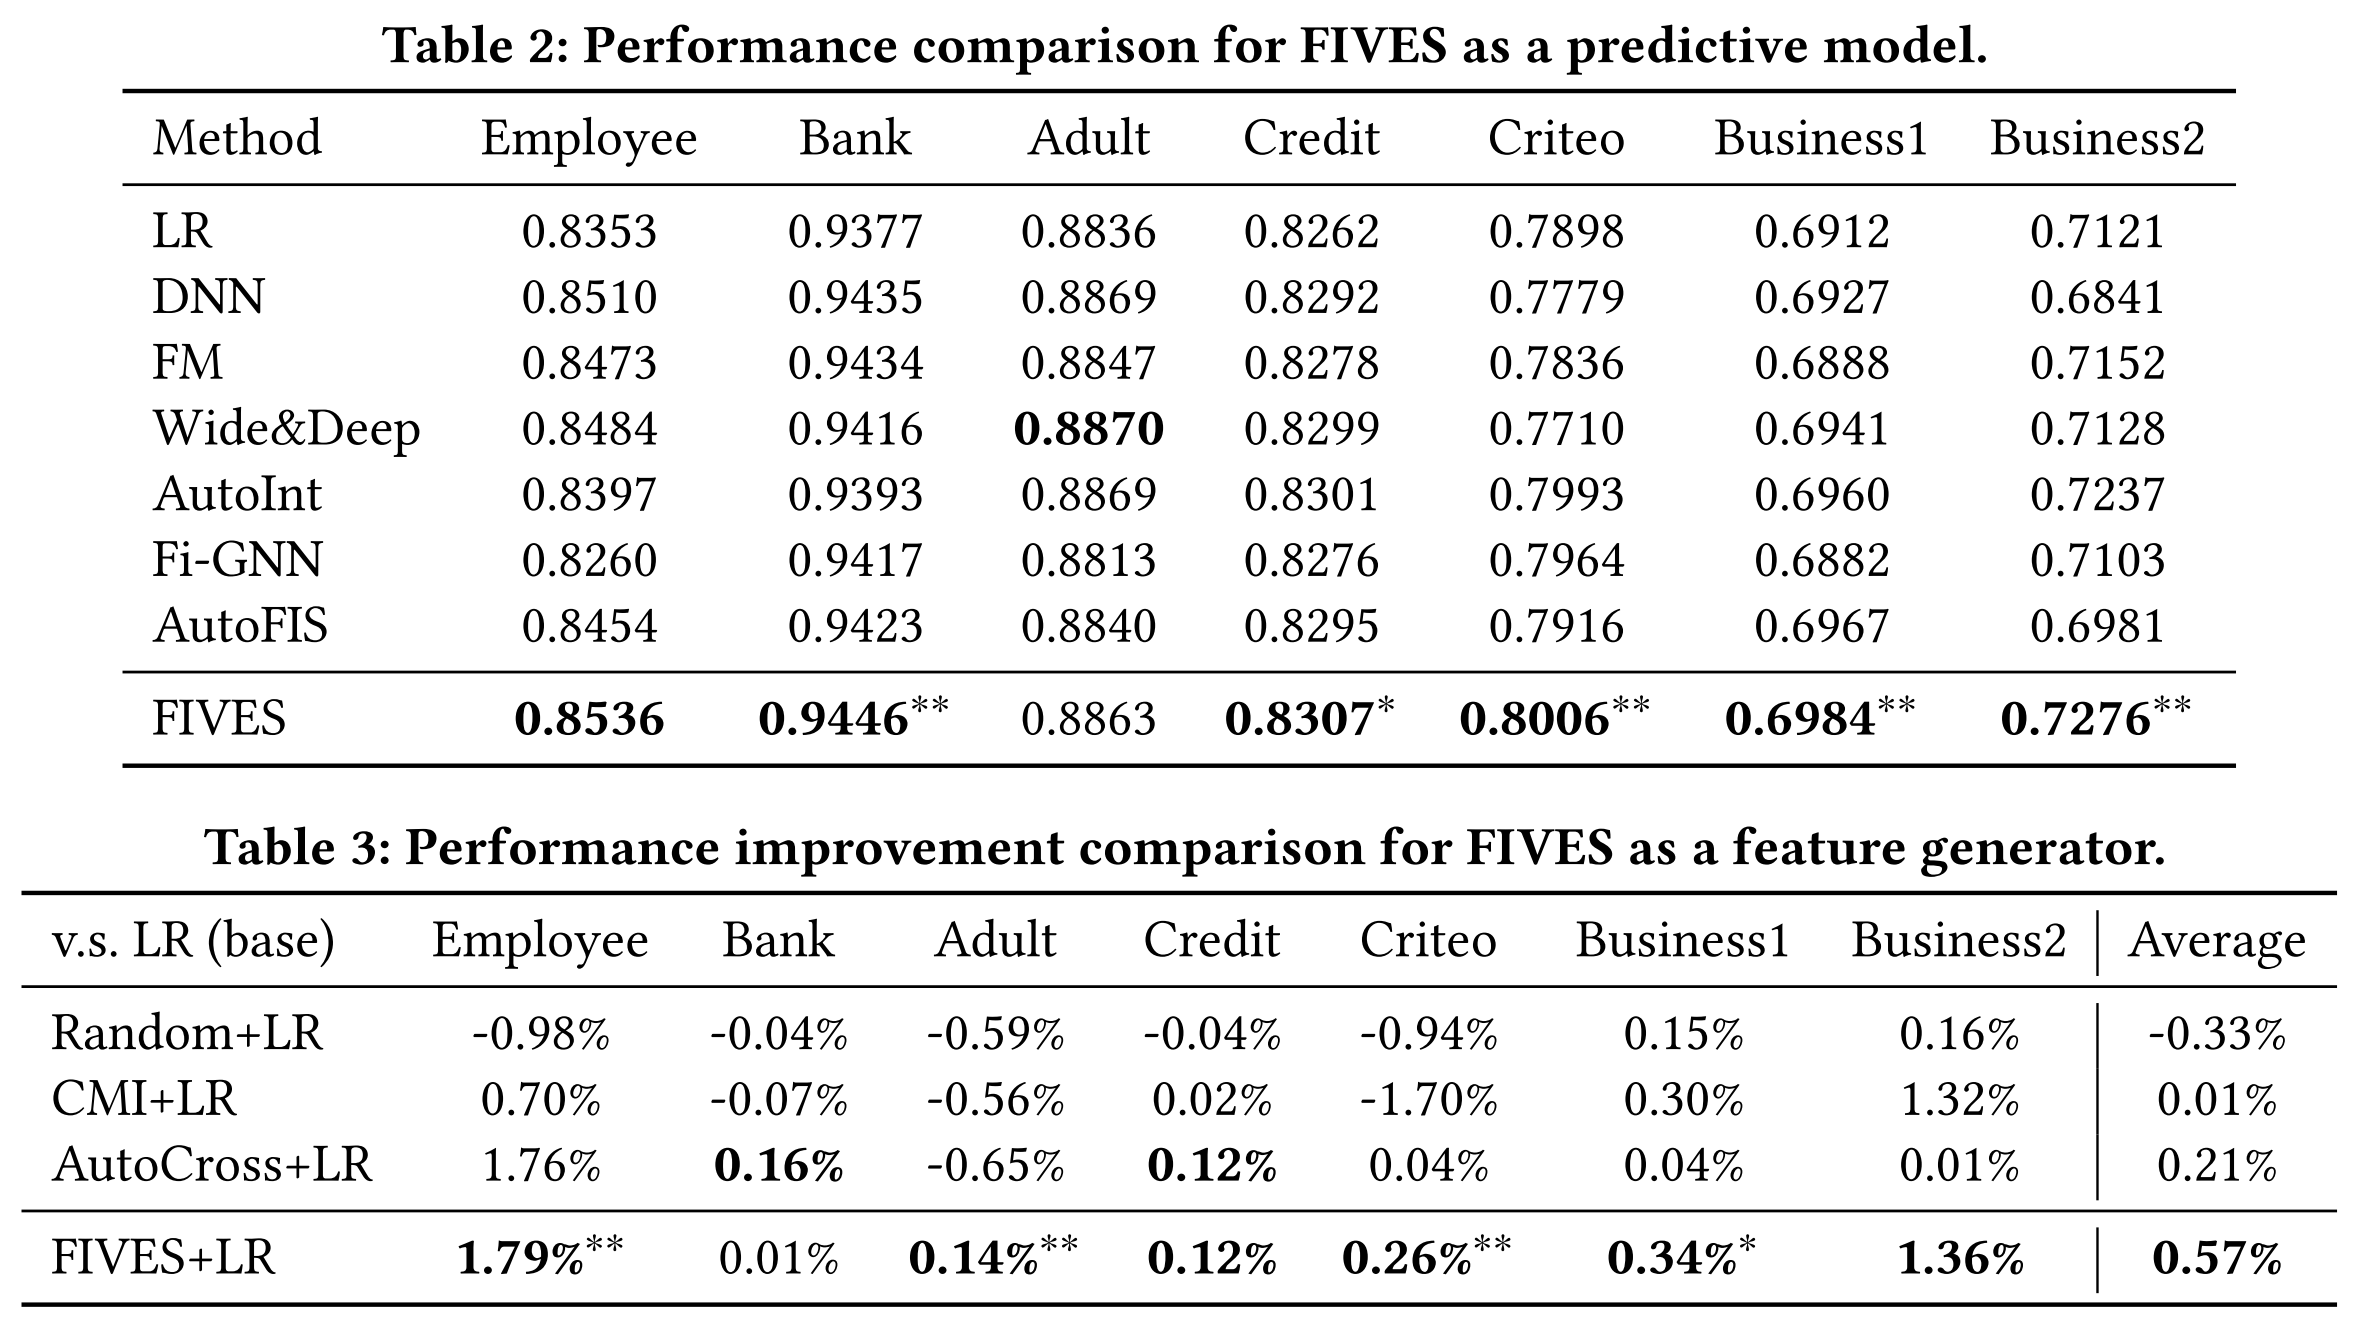 Table 2: Performance comparison for FIVES as a predictive model.
Method Employee Bank Adult Credit Criteo Business1 Business2
LR 0.8353 0.9377 0.8836 0.8262 0.7898 0.6912 0.7121
DNN 0.8510 0.9435 0.8869 0.8292 0.7779 0.6927 0.6841
FM 0.8473 0.9434 0.8847 0.8278 0.7836 0.6888 0.7152
Wide&Deep 0.8484 0.9416 0.8870 0.8299 0.7710 0.6941 0.7128
AutoInt 0.8397 0.9393 0.8869 0.8301 0.7993 0.6960 0.7237
Fi-GNN 0.8260 0.9417 0.8813 0.8276 0.7964 0.6882 0.7103
AutoFIS 0.8454 0.9423 0.8840 0.8295 0.7916 0.6967 0.6981
FIVES 0.8536 0.9446** 0.8863 0.8307* 0.8006** 0.6984** 0.7276**
Table 3: Performance improvement comparison for FIVES as a feature generator.
v.s. LR (base) Employee Bank Adult Credit Criteo Business1 Business2 Average
Random+LR -0.98% -0.04% -0.59% -0.04% -0.94% 0.15% 0.16% -0.33%
CMI+LR 0.70% -0.07% -0.56% 0.02% -1.70% 0.30% 1.32% 0.01%
AutoCross+LR 1.76% 0.16% -0.65% 0.12% 0.04% 0.04% 0.01% 0.21%
FIVES+LR 1.79%** 0.01% 0.14%** 0.12% 0.26%** 0.34%* 1.36% 0.57%